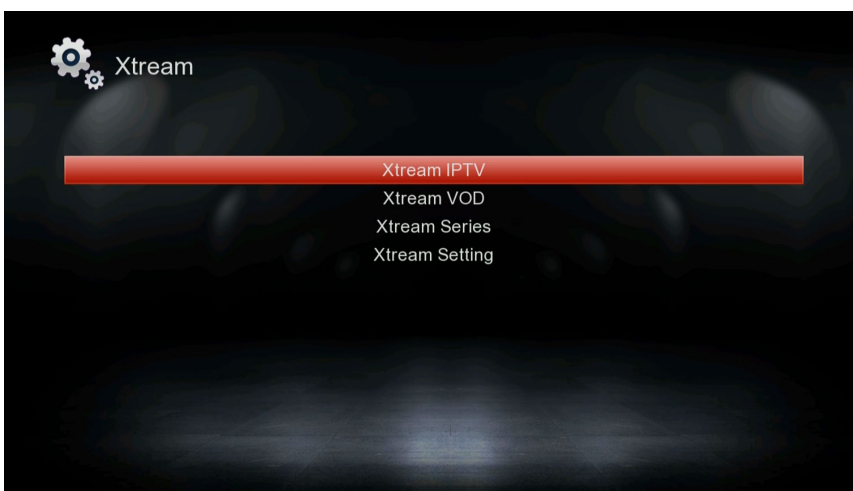 Xtream
Xtream IPTV
Xtream VOD
Xtream Series
Xtream Setting